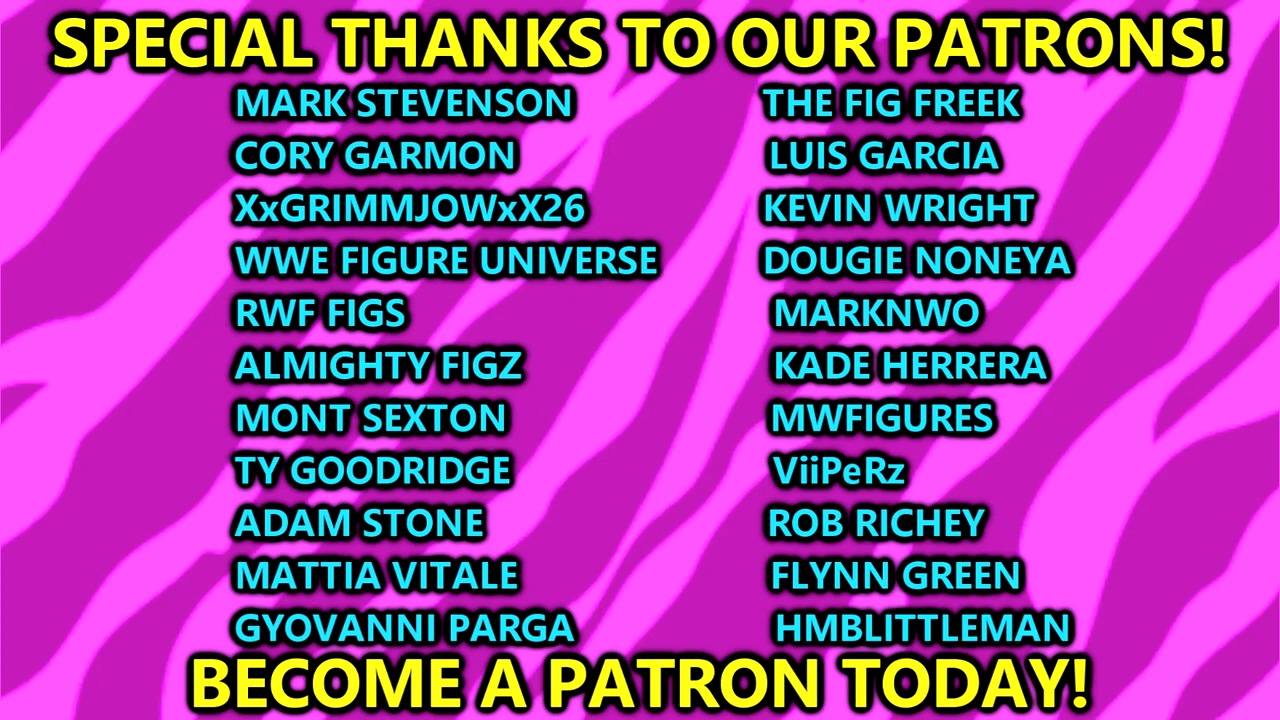 SPECIAL THANKS TO OUR PATRONS!
MARK STEVENSON
CORY GARMON
XxGRIMMJOWxX26
WWE FIGURE UNIVERSE
RWF FIGS
ALMIGHTY FIGZ
MONT SEXTON
TY GOODRIDGE
ADAM STONE
MATTIA VITALE
GYOVANNI PARGA
THE FIG FREEK
LUIS GARCIA
KEVIN WRIGHT
DOUGIE NONEYA
MARKNWO
KADE HERRERA
MWFIGURES
ViiPeRz
ROB RICHEY
FLYNN GREEN
HMBLITTLEMAN
BECOME A PATRON TODAY!